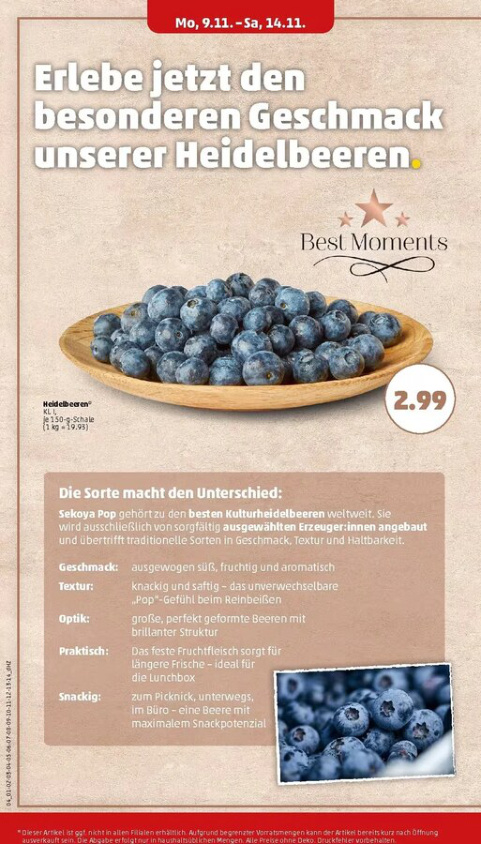 Mo, 9.11. – Sa, 14.11.
Erlebe jetzt den
besonderen Geschmack
unserer Heidelbeeren.
Best Moments
Heidelbeeren*
KL I,
je 150-g-Schale
(1 kg = 19.93)
2.99
Die Sorte macht den Unterschied:
Sekoya Pop gehört zu den besten Kulturheidelbeeren weltweit. Sie
wird ausschließlich von sorgfältig ausgewählten Erzeuger:innen angebaut
und übertrifft traditionelle Sorten in Geschmack, Textur und Haltbarkeit.
Geschmack: ausgewogen süß, fruchtig und aromatisch
Textur: knackig und saftig – das unverwechselbare
„Pop“-Gefühl beim Reinbeißen
Optik: große, perfekt geformte Beeren mit
brillanter Struktur
Praktisch: Das feste Fruchtfleisch sorgt für
längere Frische – ideal für
die Lunchbox
Snackig: zum Picknick, unterwegs,
im Büro – eine Beere mit
maximalem Snackpotenzial
* Dieser Artikel ist ggf. nicht in allen Filialen erhältlich. Aufgrund begrenzter Vorratsmengen kann der Artikel bereits kurz nach Öffnung
ausverkauft sein. Die Abgabe erfolgt nur in haushaltsüblichen Mengen. Alle Preise ohne Deko. Druckfehler vorbehalten.